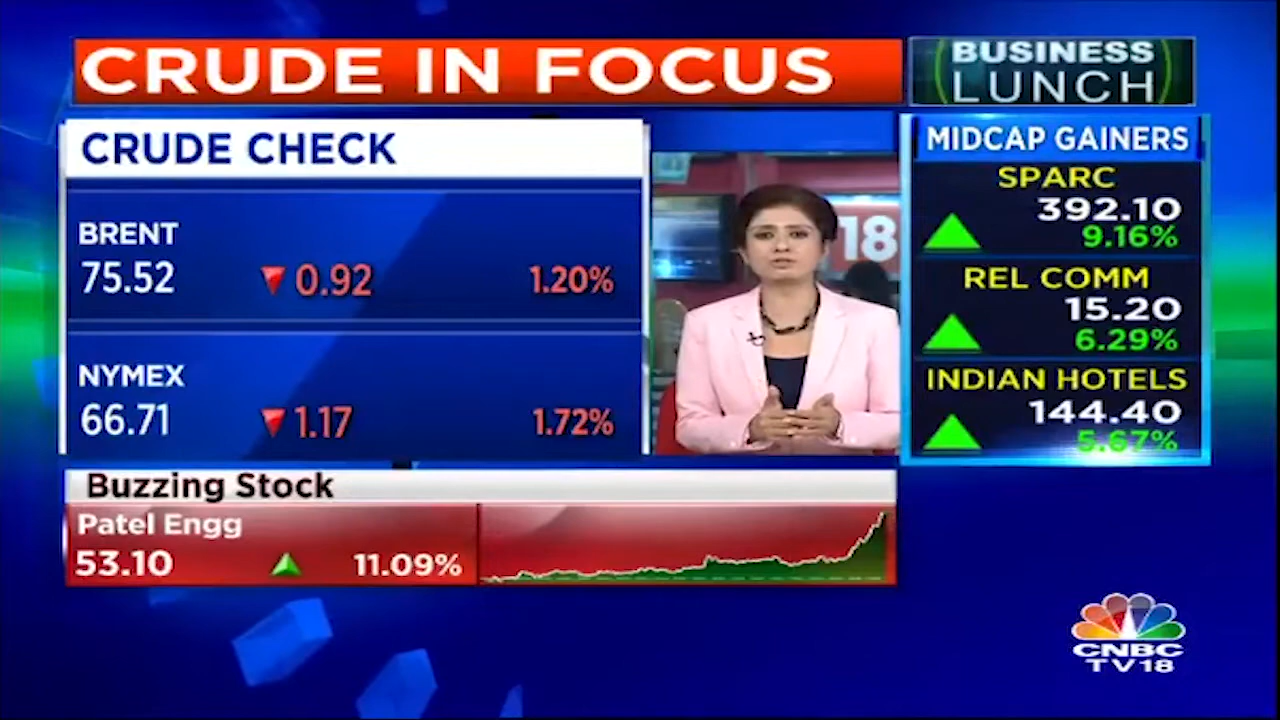 CRUDE IN FOCUS
BUSINESS
LUNCH
CRUDE CHECK
BRENT
75.52 0.92 1.20%
NYMEX
66.71 1.17 1.72%
18
MIDCAP GAINERS
SPARC
392.10
9.16%
REL COMM
15.20
6.29%
INDIAN HOTELS
144.40
5.67%
Buzzing Stock
Patel Engg
53.10 11.09%
CNBC
TV18